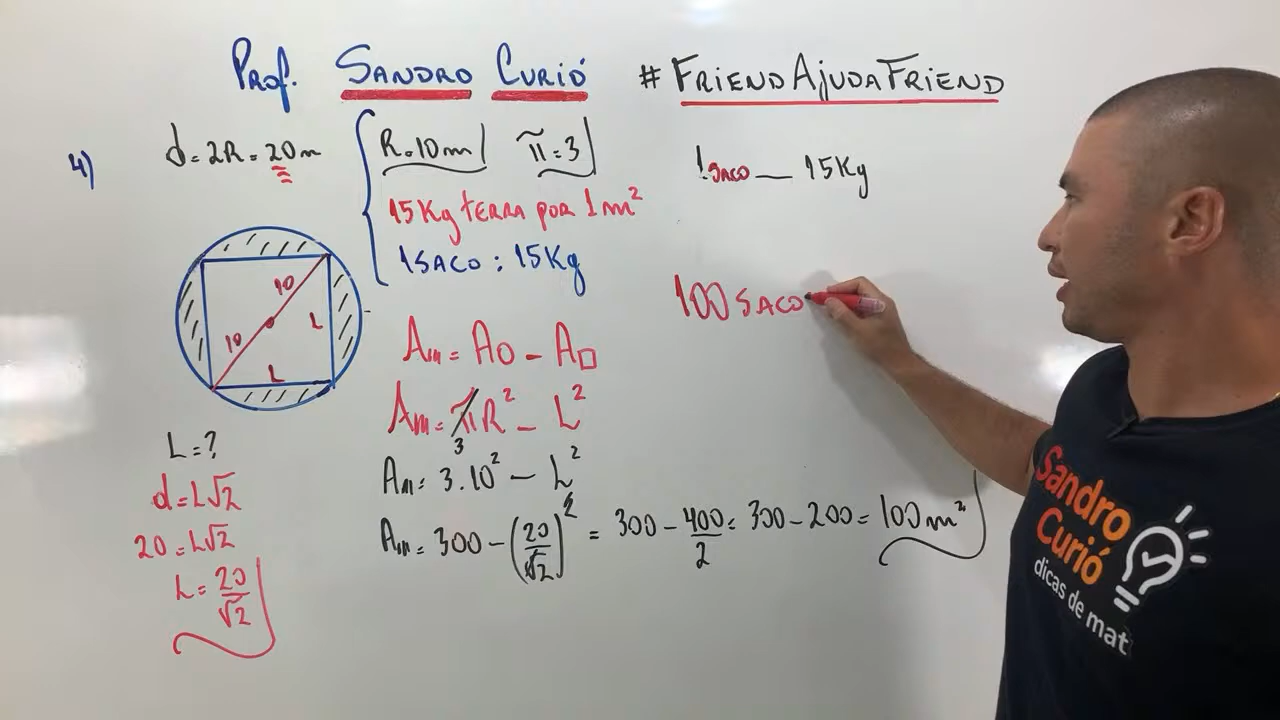 Prof. Sandro Curió #FriendAjudaFriend
4)
d = 2R = 20m
R = 10m π = 3
15Kg terra por 1m²
1 saco : 15Kg
10
10
L
L
L = ?
d = L√2
20 = L√2
L = 20/√2
Am = A○ - A□
Am = πR² - L²
3
Am = 3.10² - L²
Am = 300 - (20/√2)² = 300 - 400/2 = 300 - 200 = 100m²
1 saco — 15Kg
100 saco
Sandro
Curió
dicas de mat